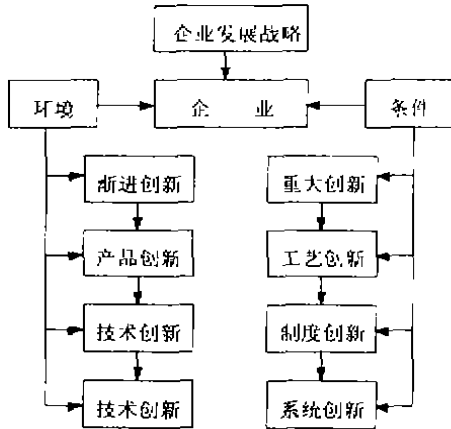 企业发展战略
环境 企 业 条件
渐进创新 重大创新
产品创新 工艺创新
技术创新 制度创新
技术创新 系统创新